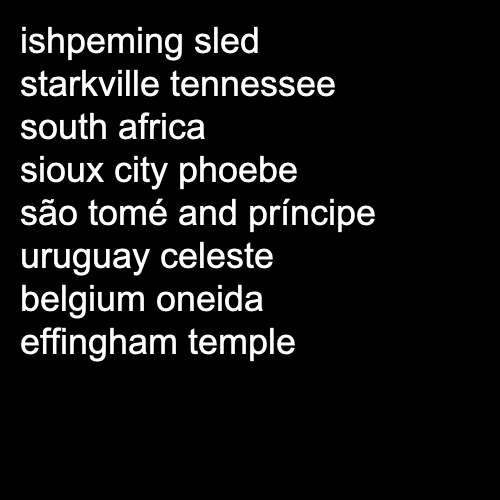 ishpeming sled
starkville tennessee
south africa
sioux city phoebe
são tomé and príncipe
uruguay celeste
belgium oneida
effingham temple